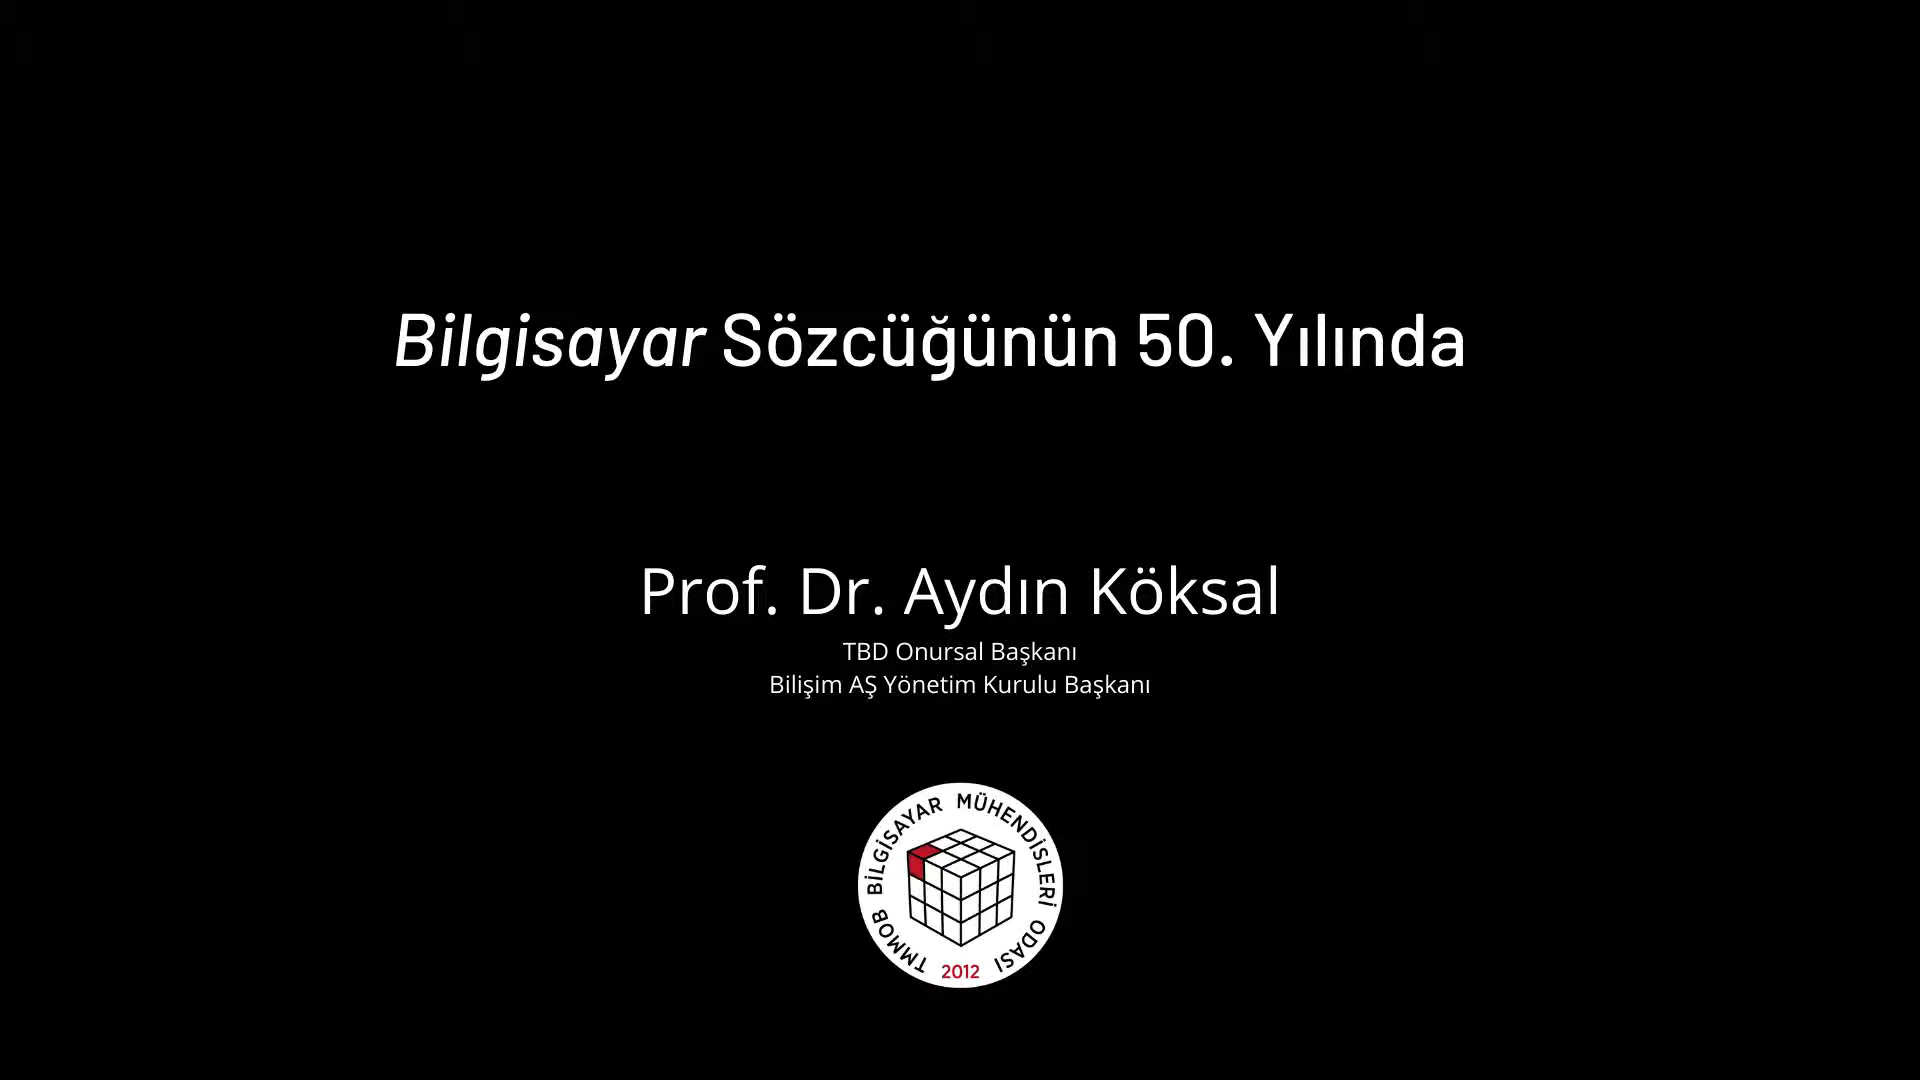 Bilgisayar Sözcüğünün 50. Yılında
Prof. Dr. Aydın Köksal
TBD Onursal Başkanı
Bilişim AŞ Yönetim Kurulu Başkanı
TMMOB BİLGİSAYAR MÜHENDİSLERİ ODASI
2012